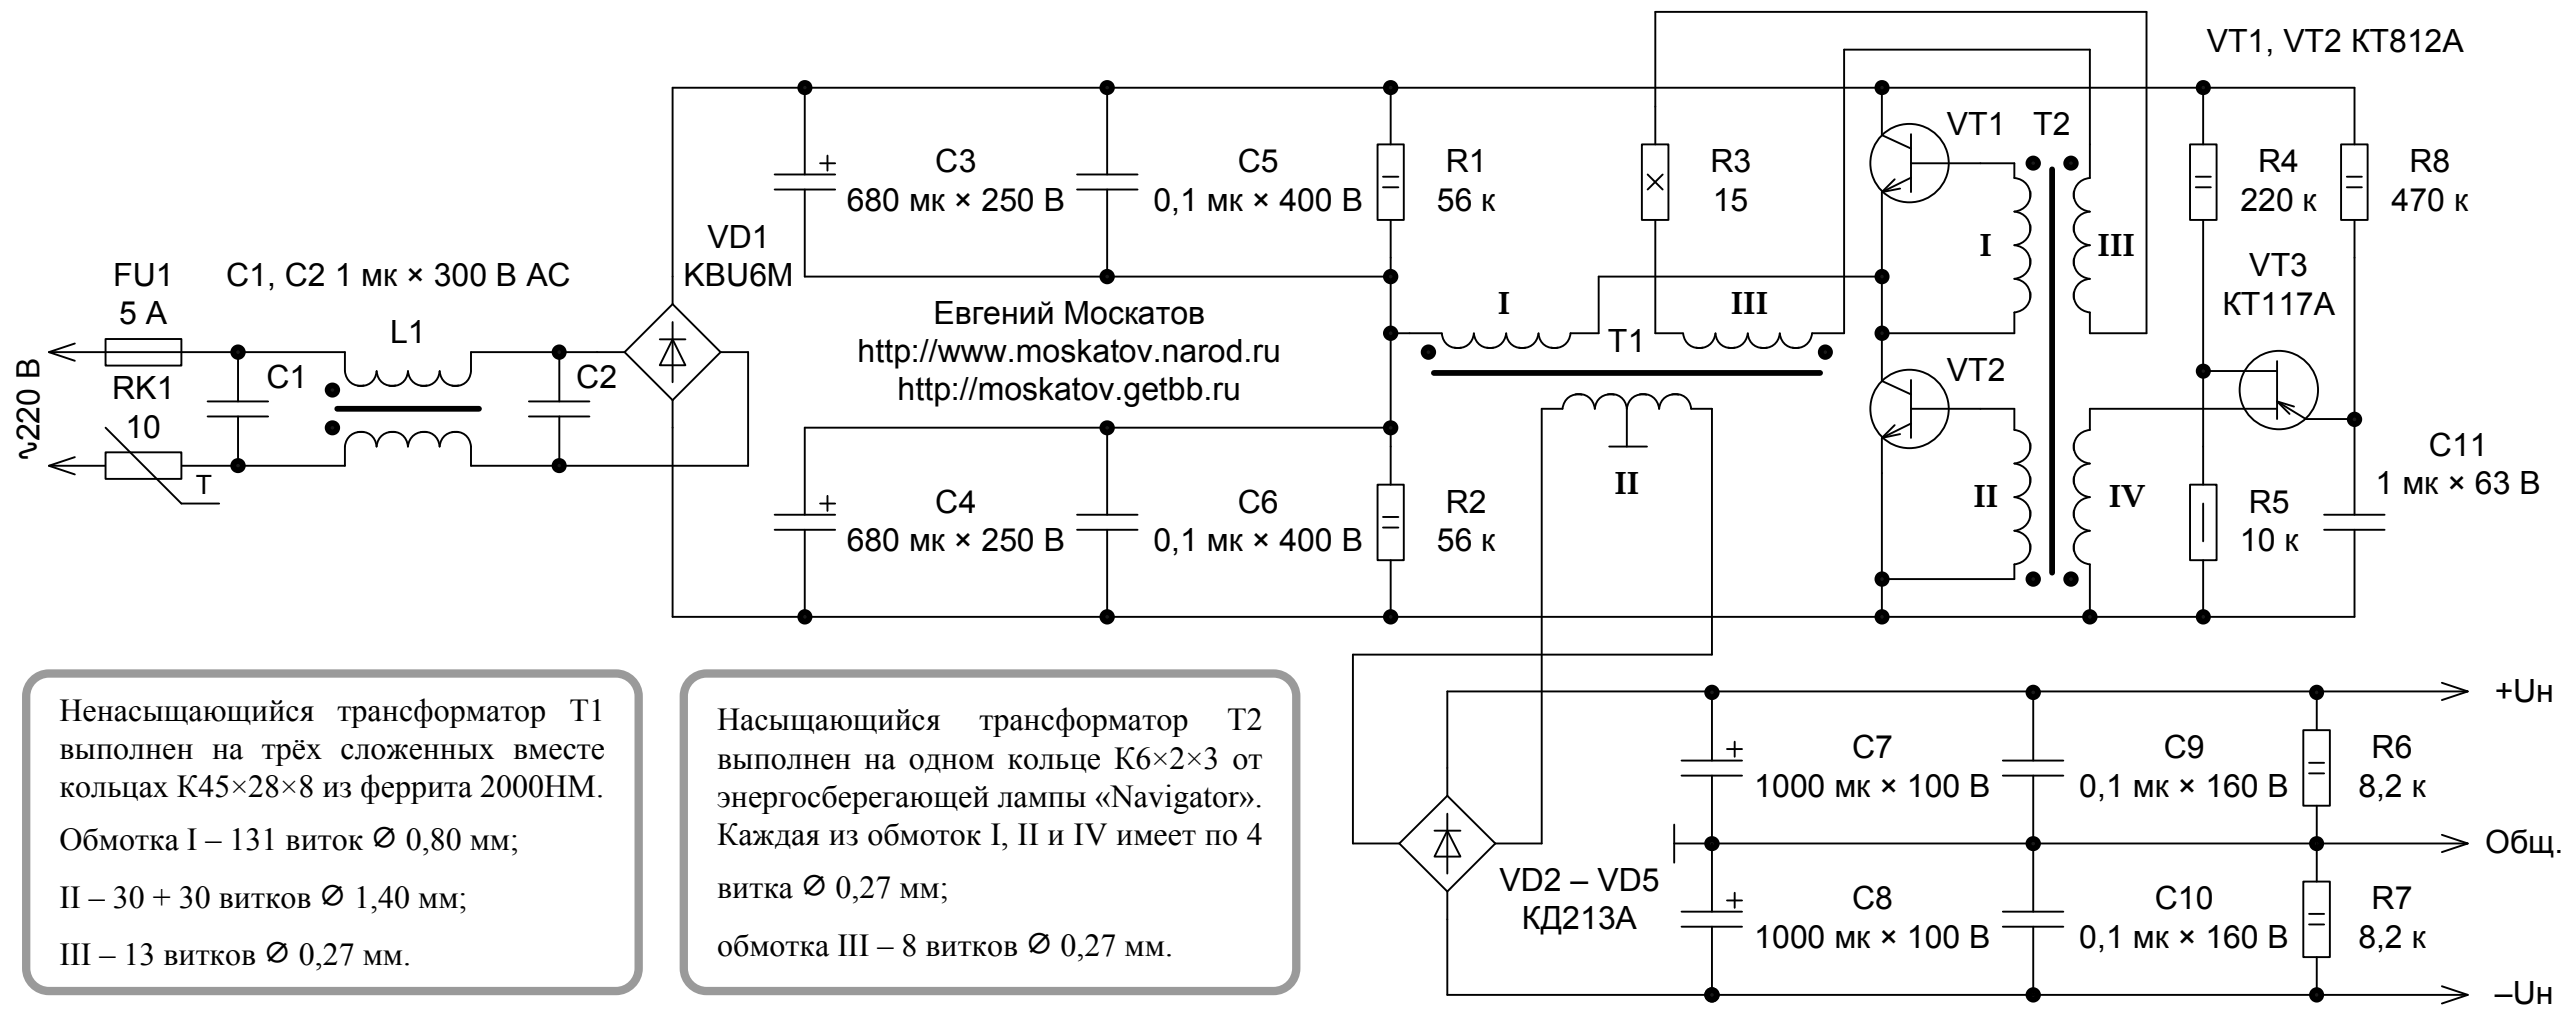 VT1, VT2 КТ812А
C3
680 мк × 250 В
C5
0,1 мк × 400 В
R1
56 к
R3
15
VT1
T2
R4
220 к
R8
470 к
I
III
VD1
KBU6M
FU1
5 А
C1, C2 1 мк × 300 В АС
L1
Евгений Москатов
http://www.moskatov.narod.ru
http://moskatov.getbb.ru
I
III
T1
VT3
КТ117А
~220 В
RK1
10
T
C1
C2
VT2
II
II
IV
C4
680 мк × 250 В
C6
0,1 мк × 400 В
R2
56 к
R5
10 к
C11
1 мк × 63 В
Ненасыщающийся трансформатор Т1
выполнен на трёх сложенных вместе
кольцах К45×28×8 из феррита 2000НМ.
Обмотка I – 131 виток ∅ 0,80 мм;
II – 30 + 30 витков ∅ 1,40 мм;
III – 13 витков ∅ 0,27 мм.
Насыщающийся трансформатор Т2
выполнен на одном кольце К6×2×3 от
энергосберегающей лампы «Navigator».
Каждая из обмоток I, II и IV имеет по 4
витка ∅ 0,27 мм;
обмотка III – 8 витков ∅ 0,27 мм.
+Uн
C7
1000 мк × 100 В
C9
0,1 мк × 160 В
R6
8,2 к
Общ.
VD2 – VD5
КД213А
C8
1000 мк × 100 В
C10
0,1 мк × 160 В
R7
8,2 к
–Uн